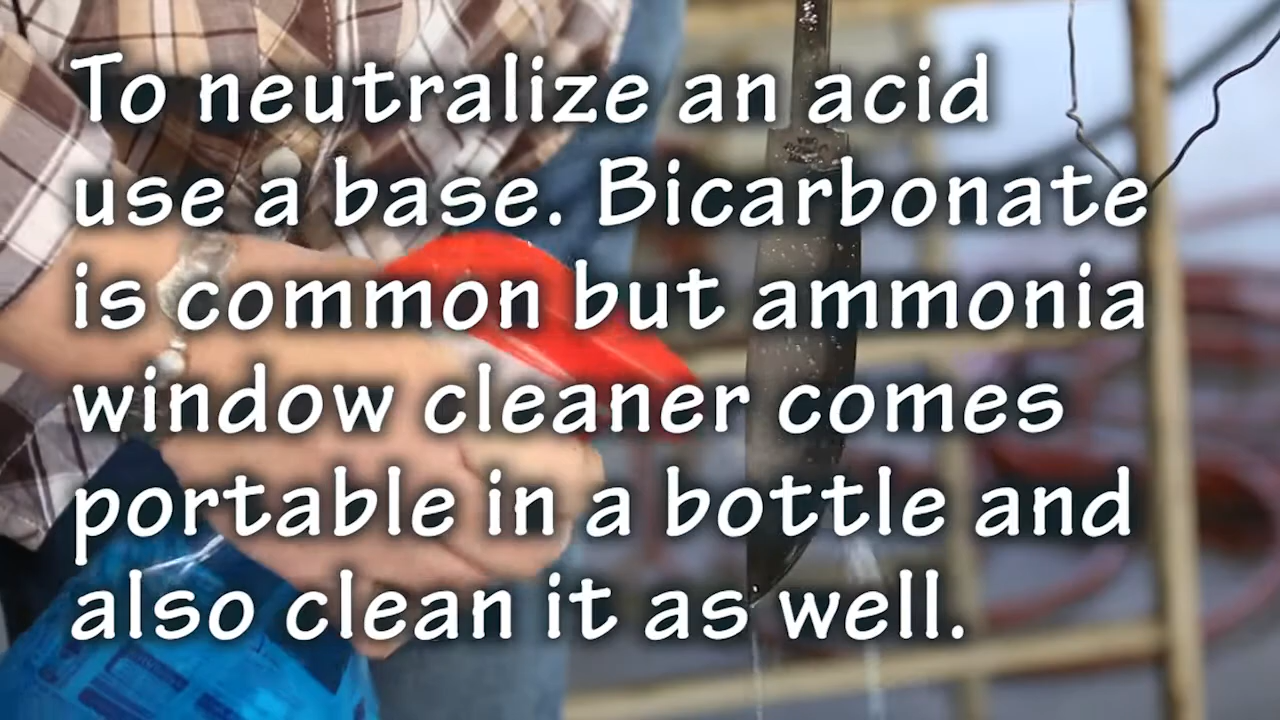 To neutralize an acid
use a base. Bicarbonate
is common but ammonia
window cleaner comes
portable in a bottle and
also clean it as well.